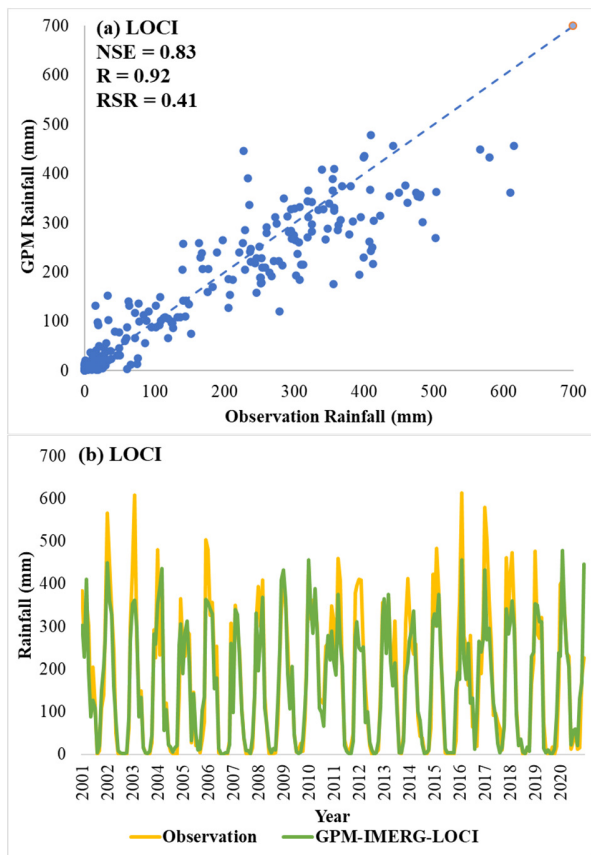 (a) LOCI
NSE = 0.83
R = 0.92
RSR = 0.41
700
600
500
400
300
200
100
0
GPM Rainfall (mm)
0 100 200 300 400 500 600 700
Observation Rainfall (mm)
(b) LOCI
700
600
500
400
300
200
100
0
Rainfall (mm)
2001 2002 2003 2004 2005 2006 2007 2008 2009 2010 2011 2012 2013 2014 2015 2016 2017 2018 2019 2020
Year
Observation GPM-IMERG-LOCI